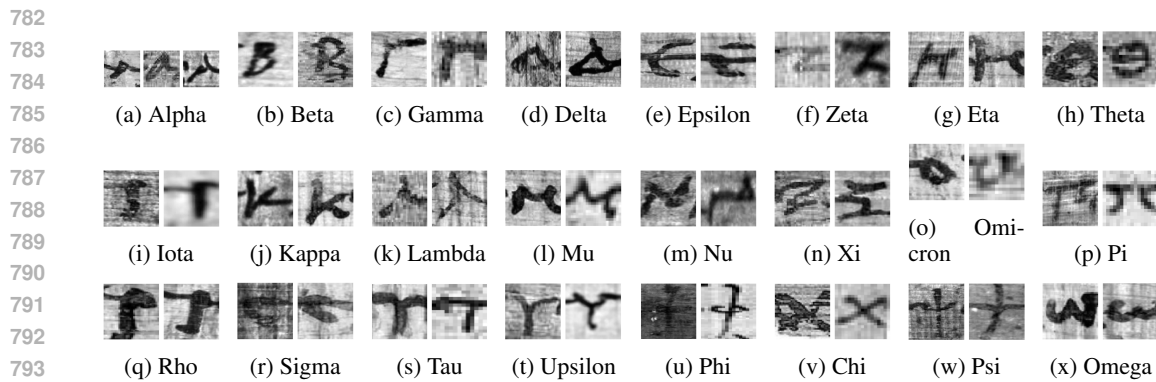 782
783
784
785 (a) Alpha (b) Beta (c) Gamma (d) Delta (e) Epsilon (f) Zeta (g) Eta (h) Theta
786
787
788
789
(i) Iota (j) Kappa (k) Lambda (l) Mu (m) Nu (n) Xi (o) Omi-
cron (p) Pi
790
791
792
793 (q) Rho (r) Sigma (s) Tau (t) Upsilon (u) Phi (v) Chi (w) Psi (x) Omega